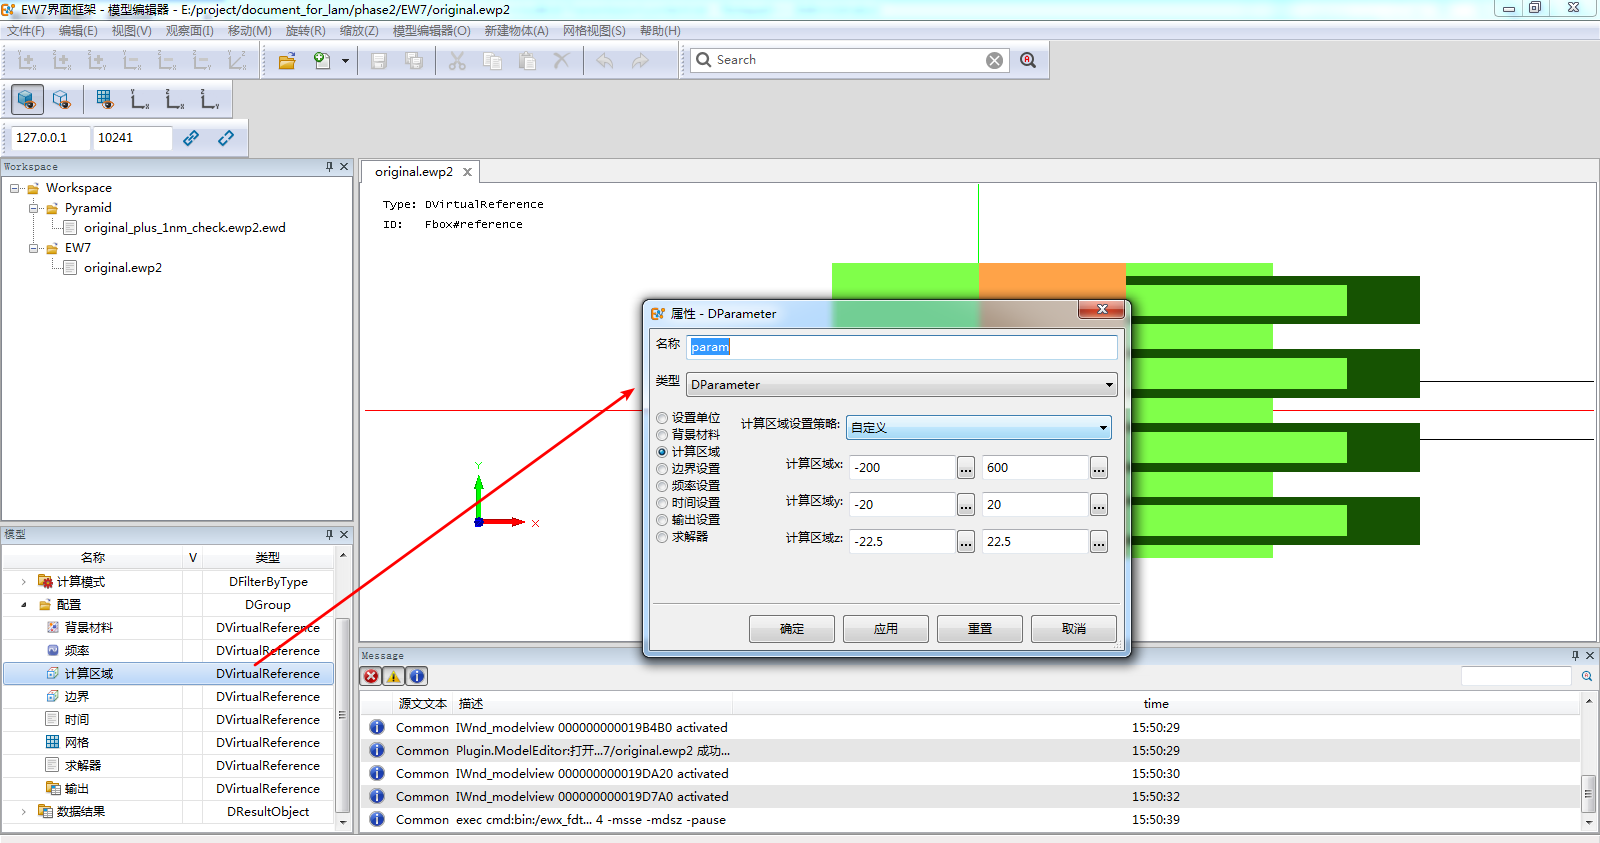 EW7界面框架 - 模型编辑器 - E:/project/document_for_lam/phase2/EW7/original.ewp2
文件(F) 编辑(E) 视图(V) 观察面(I) 移动(M) 旋转(R) 缩放(Z) 模型编辑器(O) 新建物体(A) 网格视图(S) 帮助(H)
Search
127.0.0.1 10241
Workspace
Workspace
Pyramid
original_plus_1nm_check.ewp2.ewd
EW7
original.ewp2
original.ewp2
Type: DVirtualReference
ID: Fbox#reference
Y
X
属性 - DParameter
名称 param
类型 DParameter
设置单位
背景材料
计算区域
边界设置
频率设置
时间设置
输出设置
求解器
计算区域设置策略: 自定义
计算区域x: -200 ... 600 ...
计算区域y: -20 ... 20 ...
计算区域z: -22.5 ... 22.5 ...
确定 应用 重置 取消
模型
名称 V 类型
计算模式 DFilterByType
配置 DGroup
背景材料 DVirtualReference
频率 DVirtualReference
计算区域 DVirtualReference
边界 DVirtualReference
时间 DVirtualReference
网格 DVirtualReference
求解器 DVirtualReference
输出 DVirtualReference
数据结果 DResultObject
Message
源文文本 描述 time
Common IWnd_modelview 000000000019B4B0 activated 15:50:29
Common Plugin.ModelEditor:打开...7/original.ewp2 成功... 15:50:29
Common IWnd_modelview 000000000019DA20 activated 15:50:30
Common IWnd_modelview 000000000019D7A0 activated 15:50:32
Common exec cmd:bin:/ewx_fdt... 4 -msse -mdsz -pause 15:50:39